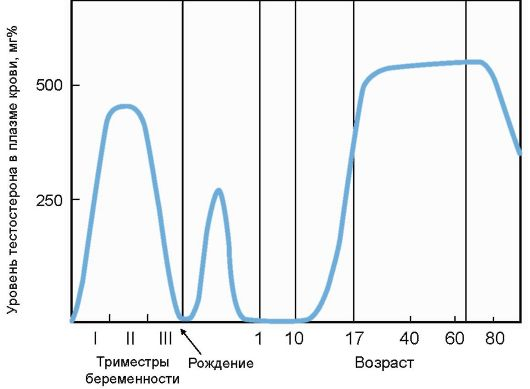 Уровень тестостерона в плазме крови, мг%
500
250
I II III 1 10 17 40 60 80
Триместры
беременности
Рождение
Возраст